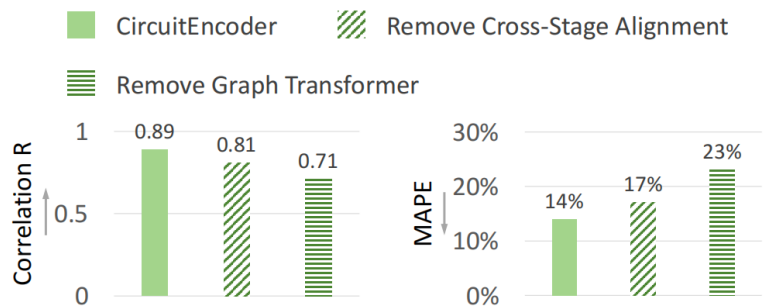 CircuitEncoder
Remove Cross-Stage Alignment
Remove Graph Transformer
Correlation R
1
0.5
0
0.89
0.81
0.71
MAPE
30%
20%
10%
0%
14%
17%
23%